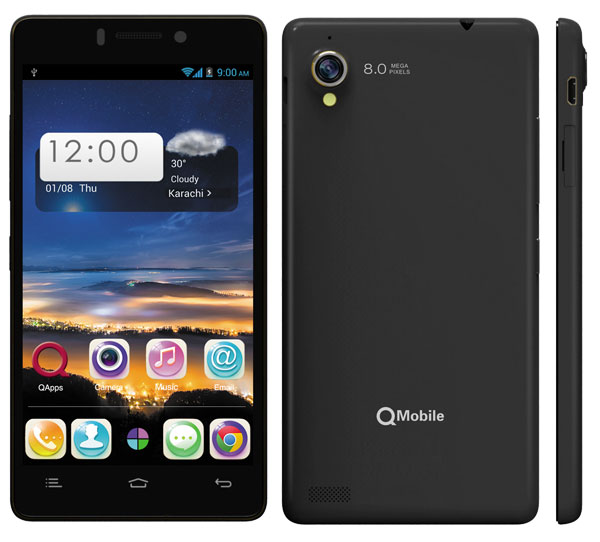 9:00 AM
12:00
30°
Cloudy
Karachi >
01/08 Thu
QApps
Camera
Music
Email
8.0 MEGA
PIXELS
QMobile